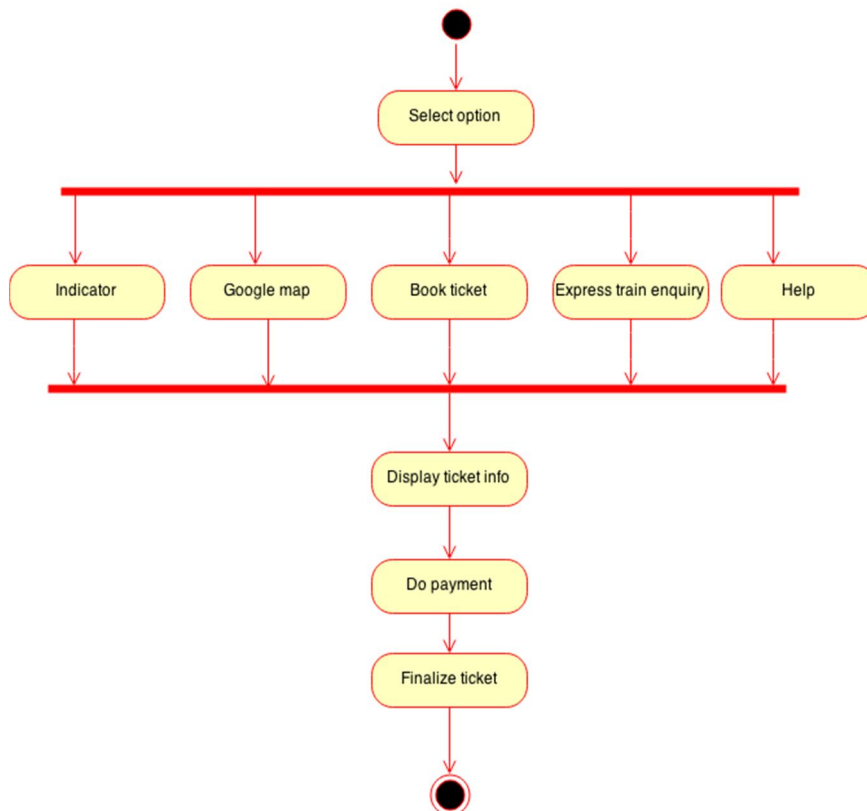 Select option
Indicator
Google map
Book ticket
Express train enquiry
Help
Display ticket info
Do payment
Finalize ticket